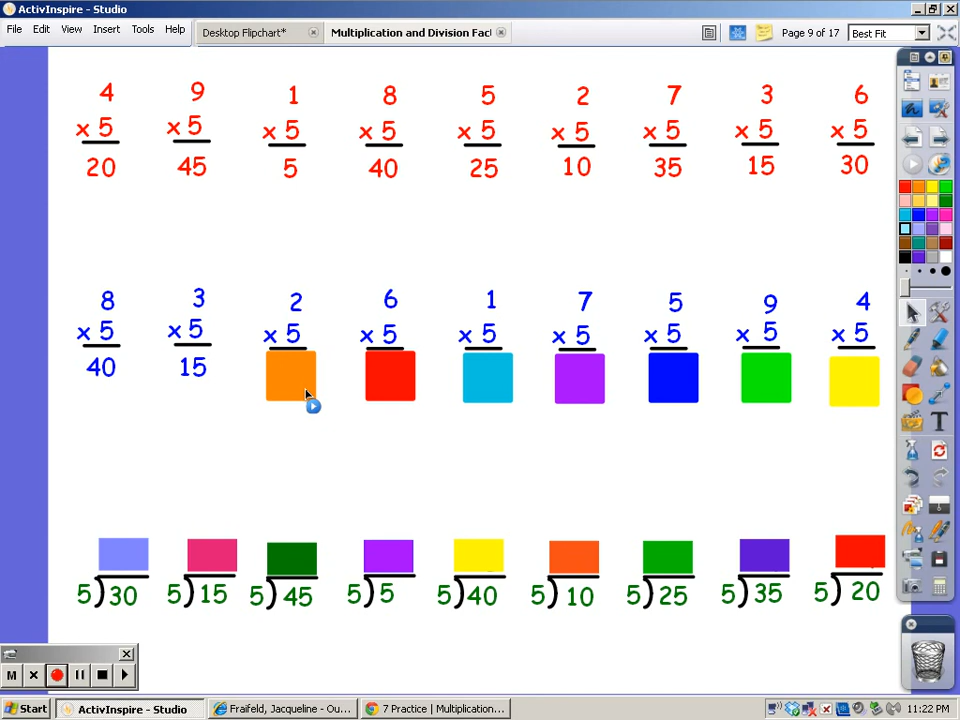 ActivInspire - Studio
File Edit View Insert Tools Help Desktop Flipchart* Multiplication and Division Fact Page 9 of 17 Best Fit
4 9 1 8 5 2 7 3 6
x 5 x 5 x 5 x 5 x 5 x 5 x 5 x 5 x 5
20 45 5 40 25 10 35 15 30
8 3 2 6 1 7 5 9 4
x 5 x 5 x 5 x 5 x 5 x 5 x 5 x 5 x 5
40 15
5)30 5)15 5)45 5)5 5)40 5)10 5)25 5)35 5)20
M
Start ActivInspire - Studio Fraifeld, Jacqueline - Ou... 7 Practice | Multiplication... 11:22 PM